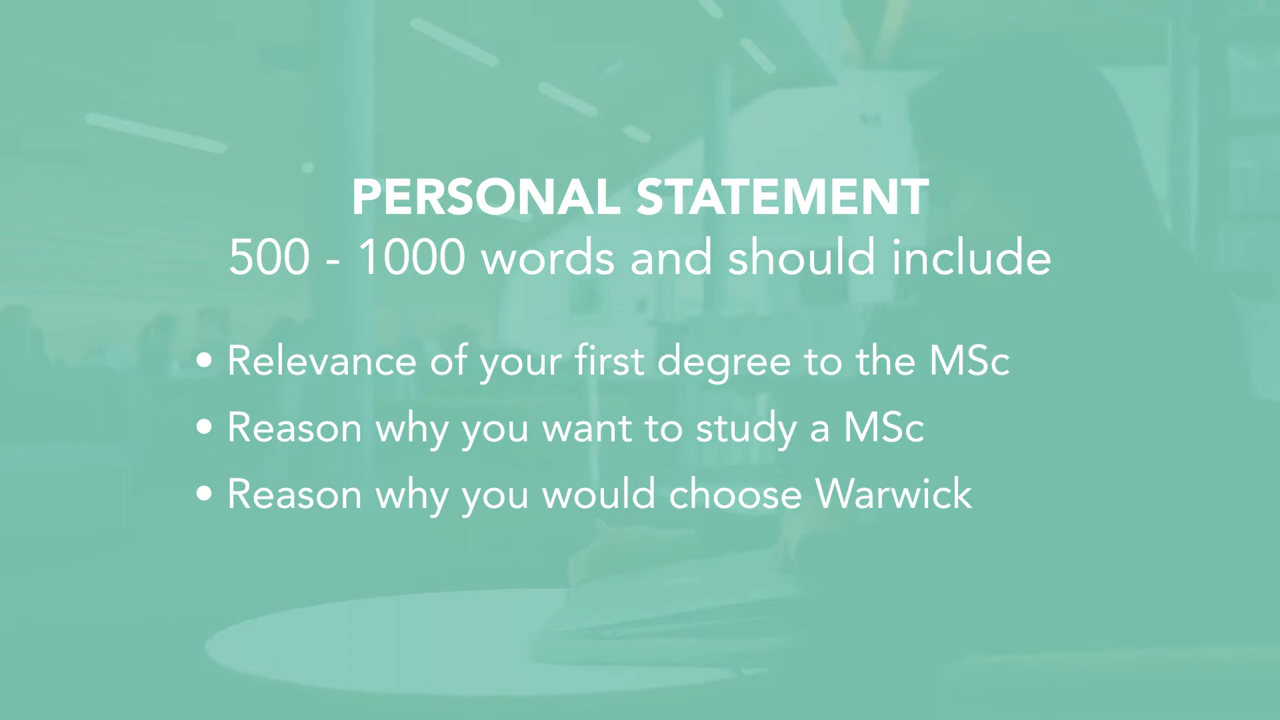 PERSONAL STATEMENT
500 - 1000 words and should include
• Relevance of your first degree to the MSc
• Reason why you want to study a MSc
• Reason why you would choose Warwick